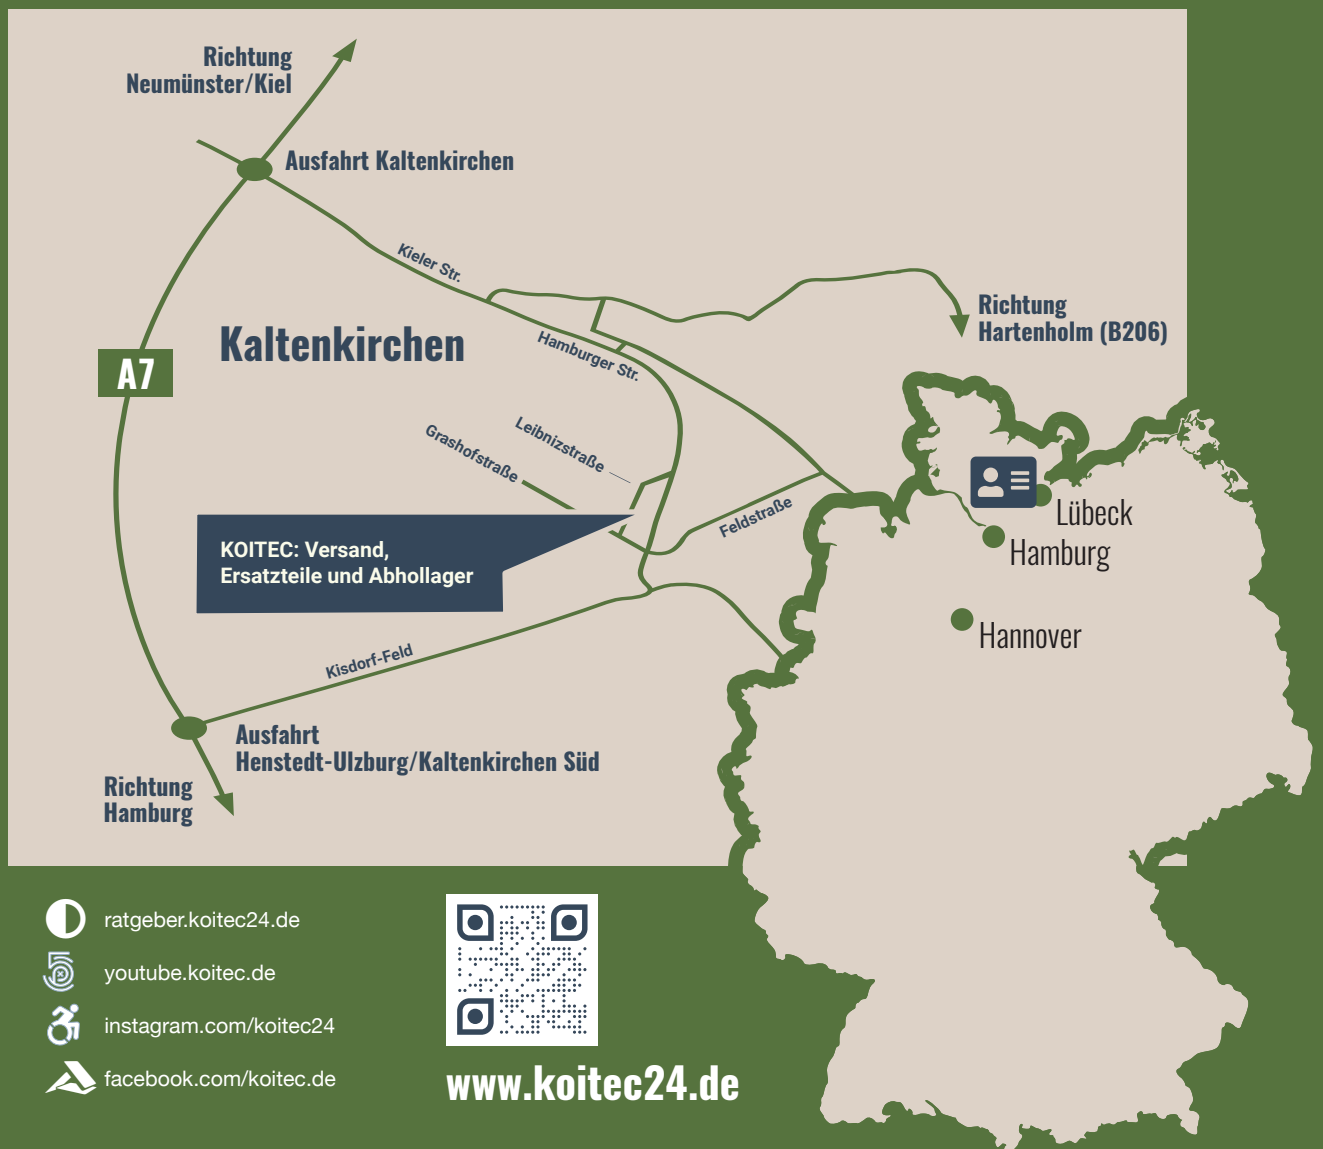 Richtung
Neumünster/Kiel
Ausfahrt Kaltenkirchen
Kieler Str.
Richtung
Hartenholm (B206)
Kaltenkirchen
Hamburger Str.
A7
Leibnizstraße
Grashofstraße
Feldstraße
KOITEC: Versand,
Ersatzteile und Abhollager
Lübeck
Hamburg
Hannover
Kisdorf-Feld
Ausfahrt
Henstedt-Ulzburg/Kaltenkirchen Süd
Richtung
Hamburg
ratgeber.koitec24.de
youtube.koitec.de
instagram.com/koitec24
facebook.com/koitec.de
www.koitec24.de